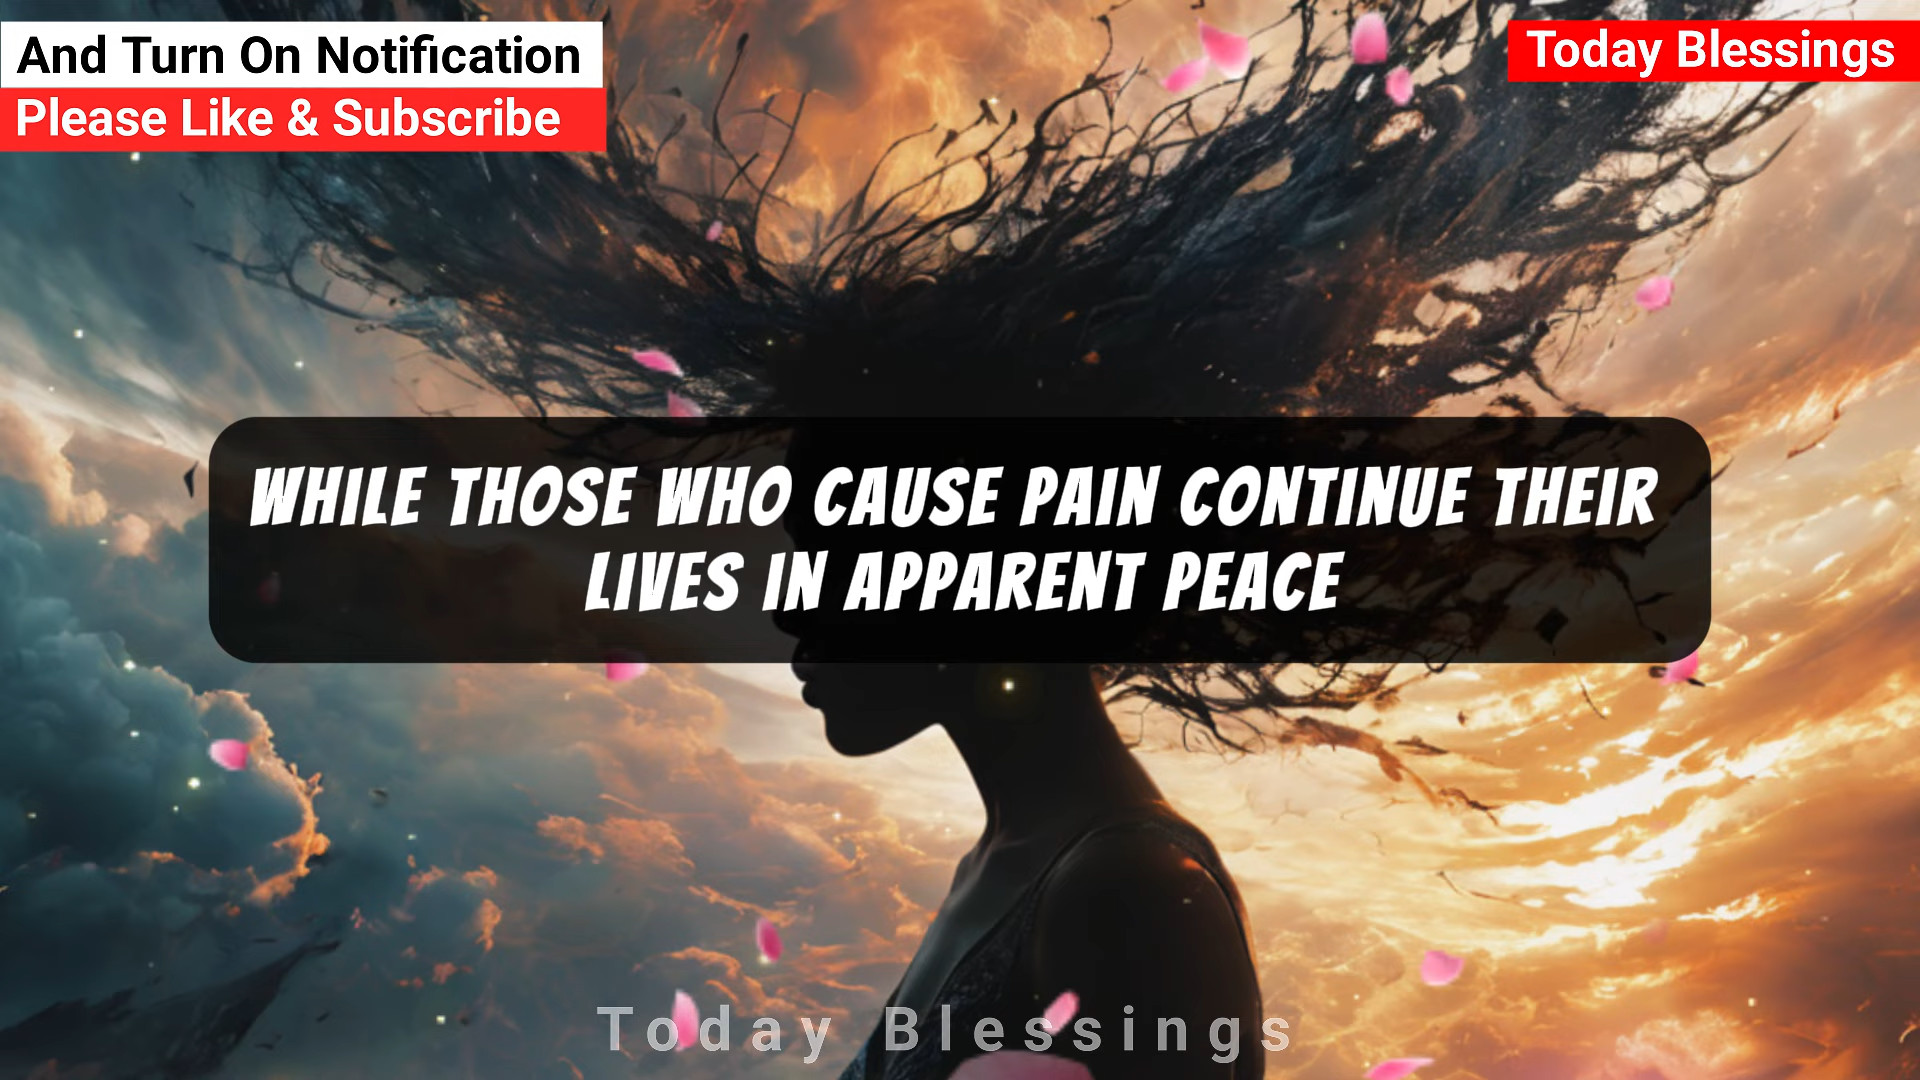 And Turn On Notification
Please Like & Subscribe
Today Blessings
WHILE THOSE WHO CAUSE PAIN CONTINUE THEIR
LIVES IN APPARENT PEACE
Today Blessings